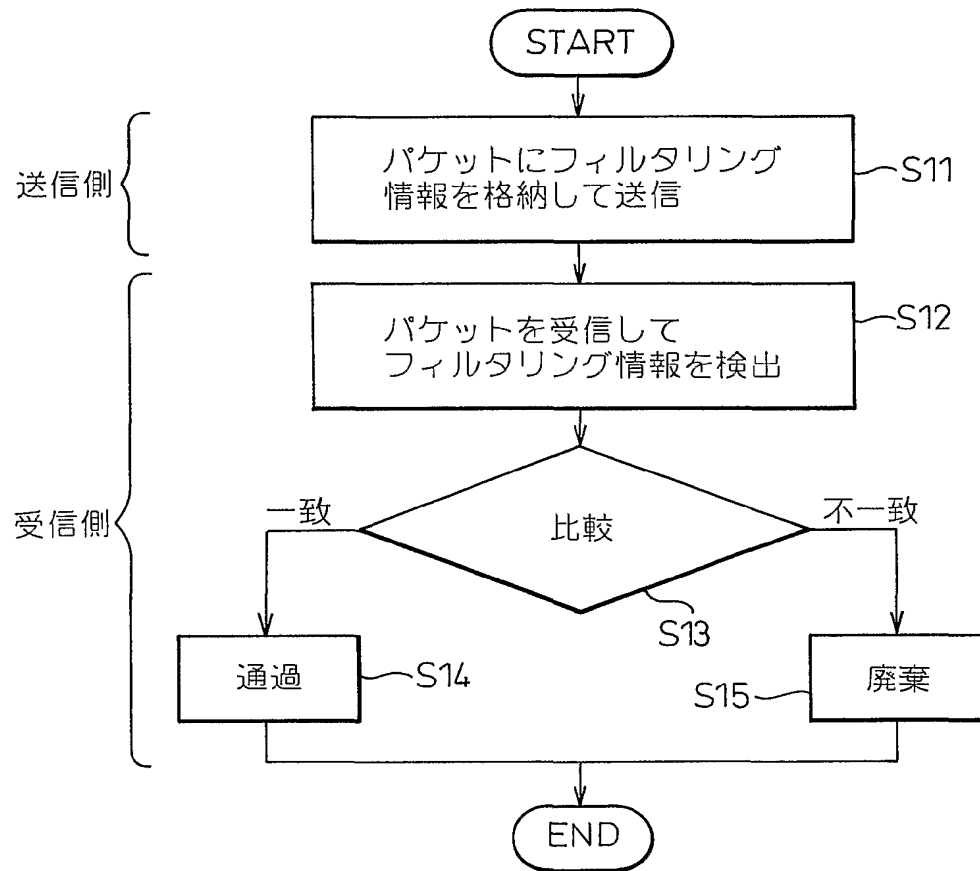 START
送信側
パケットにフィルタリング
情報を格納して送信
S11
パケットを受信して
フィルタリング情報を検出
S12
受信側
一致
比較
不一致
S13
通過
S14
S15
廃棄
END